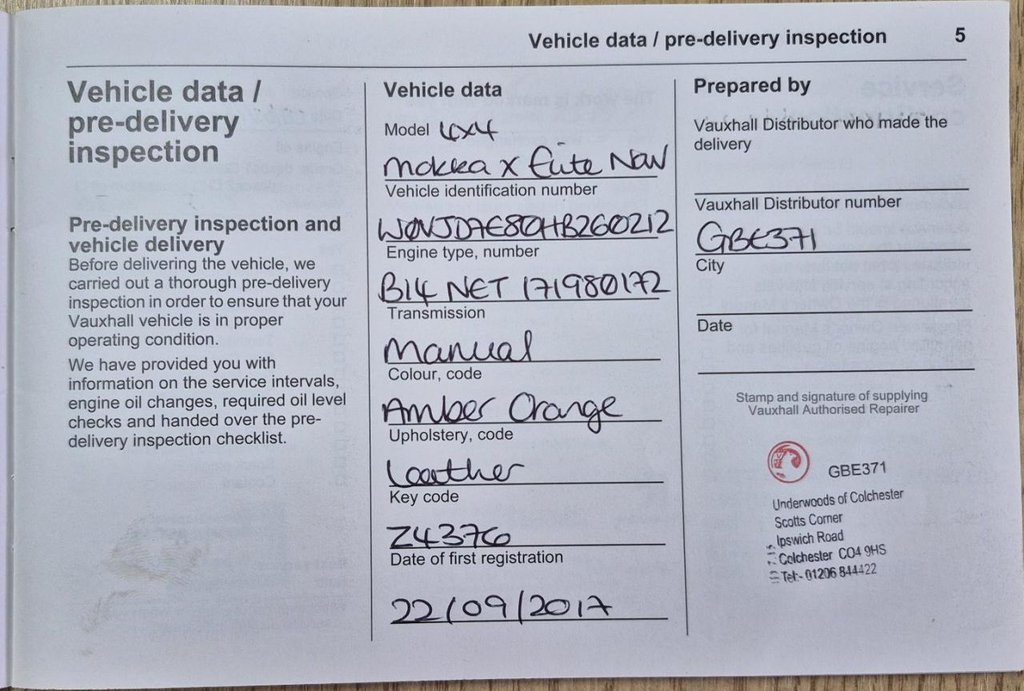 Vehicle data / pre-delivery inspection 5
Vehicle data /
pre-delivery
inspection
Pre-delivery inspection and
vehicle delivery
Before delivering the vehicle, we
carried out a thorough pre-delivery
inspection in order to ensure that your
Vauxhall vehicle is in proper
operating condition.
We have provided you with
information on the service intervals,
engine oil changes, required oil level
checks and handed over the pre-
delivery inspection checklist.
Vehicle data
Model 4x4
Mokka X Elite Nav
Vehicle identification number
W0VJD7E80HB260212
Engine type, number
B14 NET 171980172
Transmission
Manual
Colour, code
Amber Orange
Upholstery, code
Leather
Key code
Z4376
Date of first registration
22/09/2017
Prepared by
Vauxhall Distributor who made the
delivery
Vauxhall Distributor number
GBE371
City
Date
Stamp and signature of supplying
Vauxhall Authorised Repairer
GBE371
Underwoods of Colchester
Scotts Corner
Ipswich Road
Colchester CO4 9HS
Tel:- 01206 844422